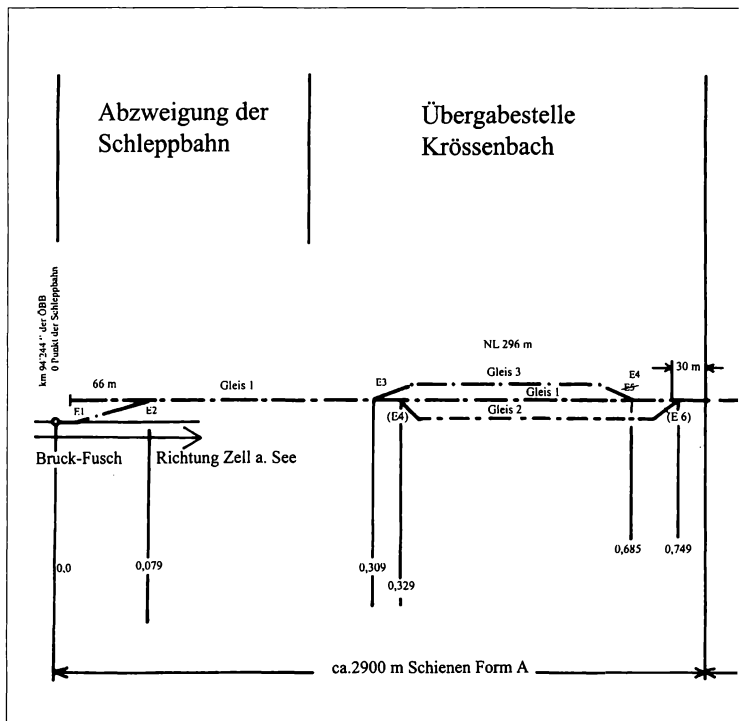 Abzweigung der
Schleppbahn
Übergabestelle
Krössenbach
km 94'244 der ÖBB
0 Punkt der Schleppbahn
NL 296 m
66 m
Gleis 1
E3
Gleis 3
E4
E5
30 m
E1
E2
Gleis 1
(E4)
Gleis 2
(E 6)
Bruck-Fusch
Richtung Zell a. See
0,0
0,079
0,309
0,329
0,685
0,749
ca.2900 m Schienen Form A